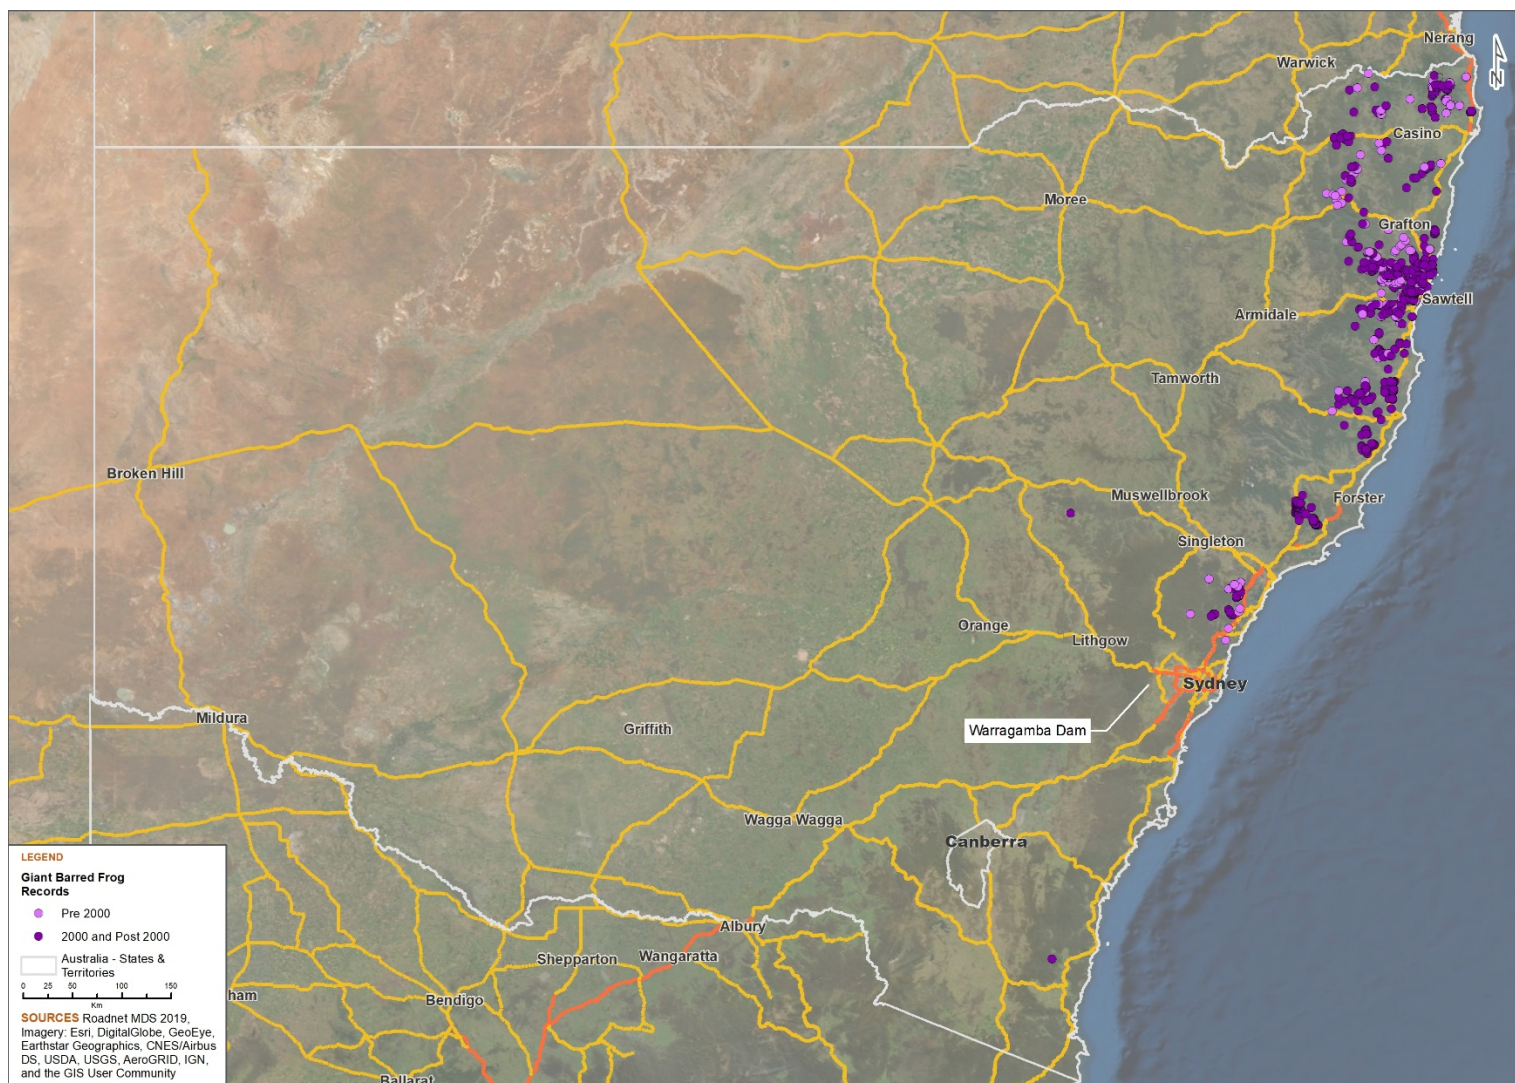 Nerang
Warwick
N
Casino
Moree
Grafton
Sawtell
Armidale
Tamworth
Broken Hill
Muswellbrook
Forster
Singleton
Orange
Lithgow
Sydney
Mildura
Griffith
Warragamba Dam
Wagga Wagga
Canberra
Albury
Shepparton
Wangaratta
ham
Bendigo
Ballarat
LEGEND
Giant Barred Frog
Records
Pre 2000
2000 and Post 2000
Australia - States &
Territories
0 25 50 100 150
Km
SOURCES Roadnet MDS 2019,
Imagery: Esri, DigitalGlobe, GeoEye,
Earthstar Geographics, CNES/Airbus
DS, USDA, USGS, AeroGRID, IGN,
and the GIS User Community